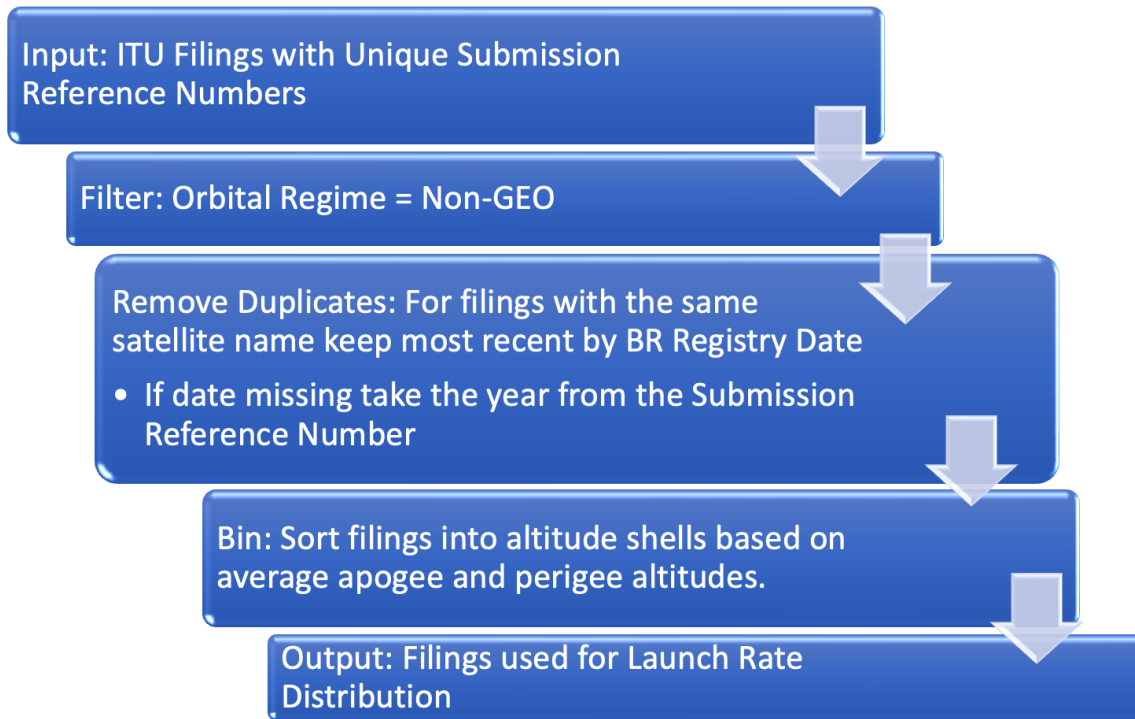 Input: ITU Filings with Unique Submission
Reference Numbers
Filter: Orbital Regime = Non-GEO
Remove Duplicates: For filings with the same
satellite name keep most recent by BR Registry Date
• If date missing take the year from the Submission
Reference Number
Bin: Sort filings into altitude shells based on
average apogee and perigee altitudes.
Output: Filings used for Launch Rate
Distribution